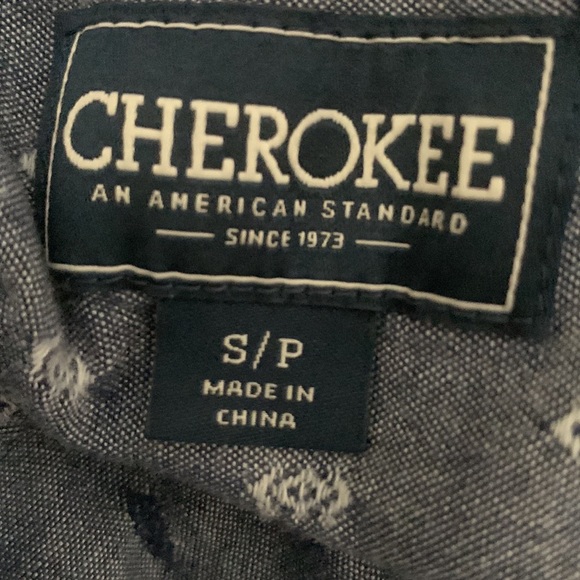 CHEROKEE
AN AMERICAN STANDARD
SINCE 1973
S/P
MADE IN
CHINA